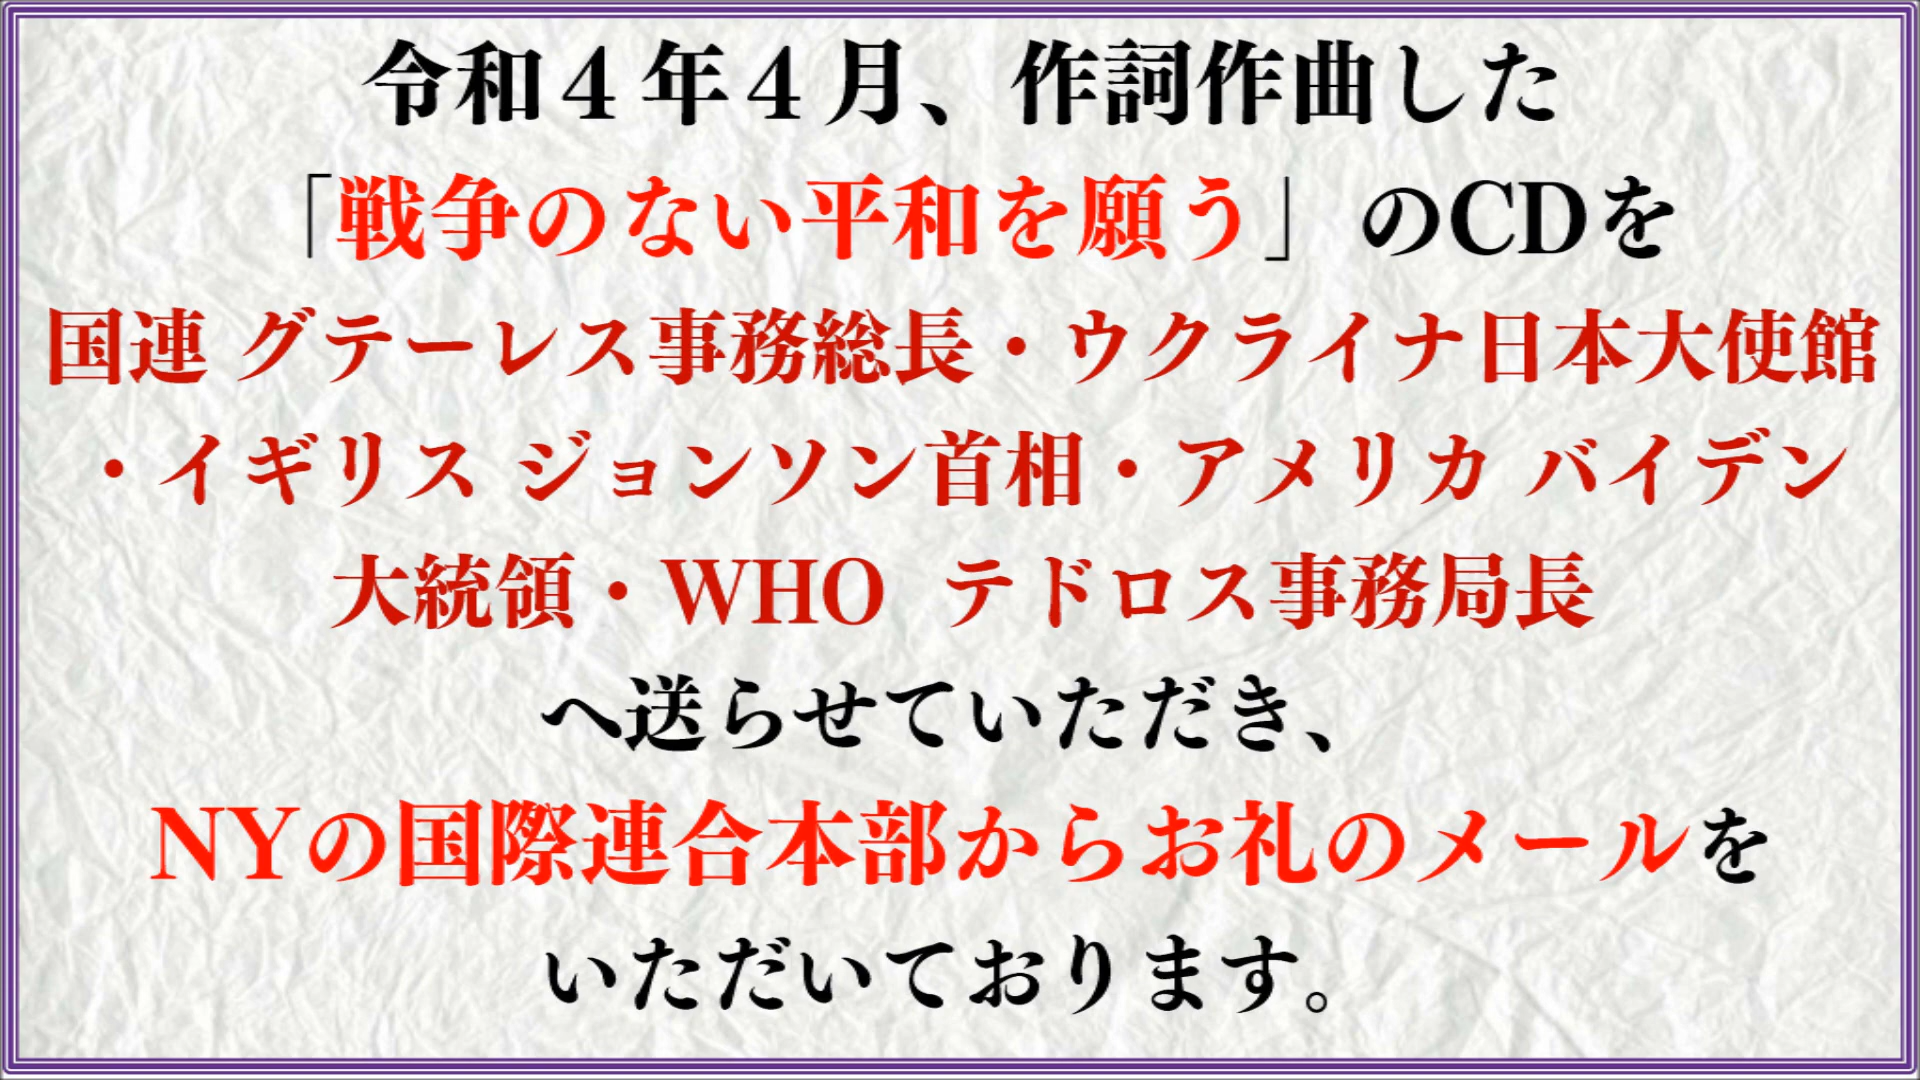 令和４年４月、作詞作曲した
「戦争のない平和を願う」のCDを
国連 グテーレス事務総長・ウクライナ日本大使館
・イギリス ジョンソン首相・アメリカ バイデン
大統領・WHO テドロス事務局長
へ送らせていただき、
NYの国際連合本部からお礼のメールを
いただいております。